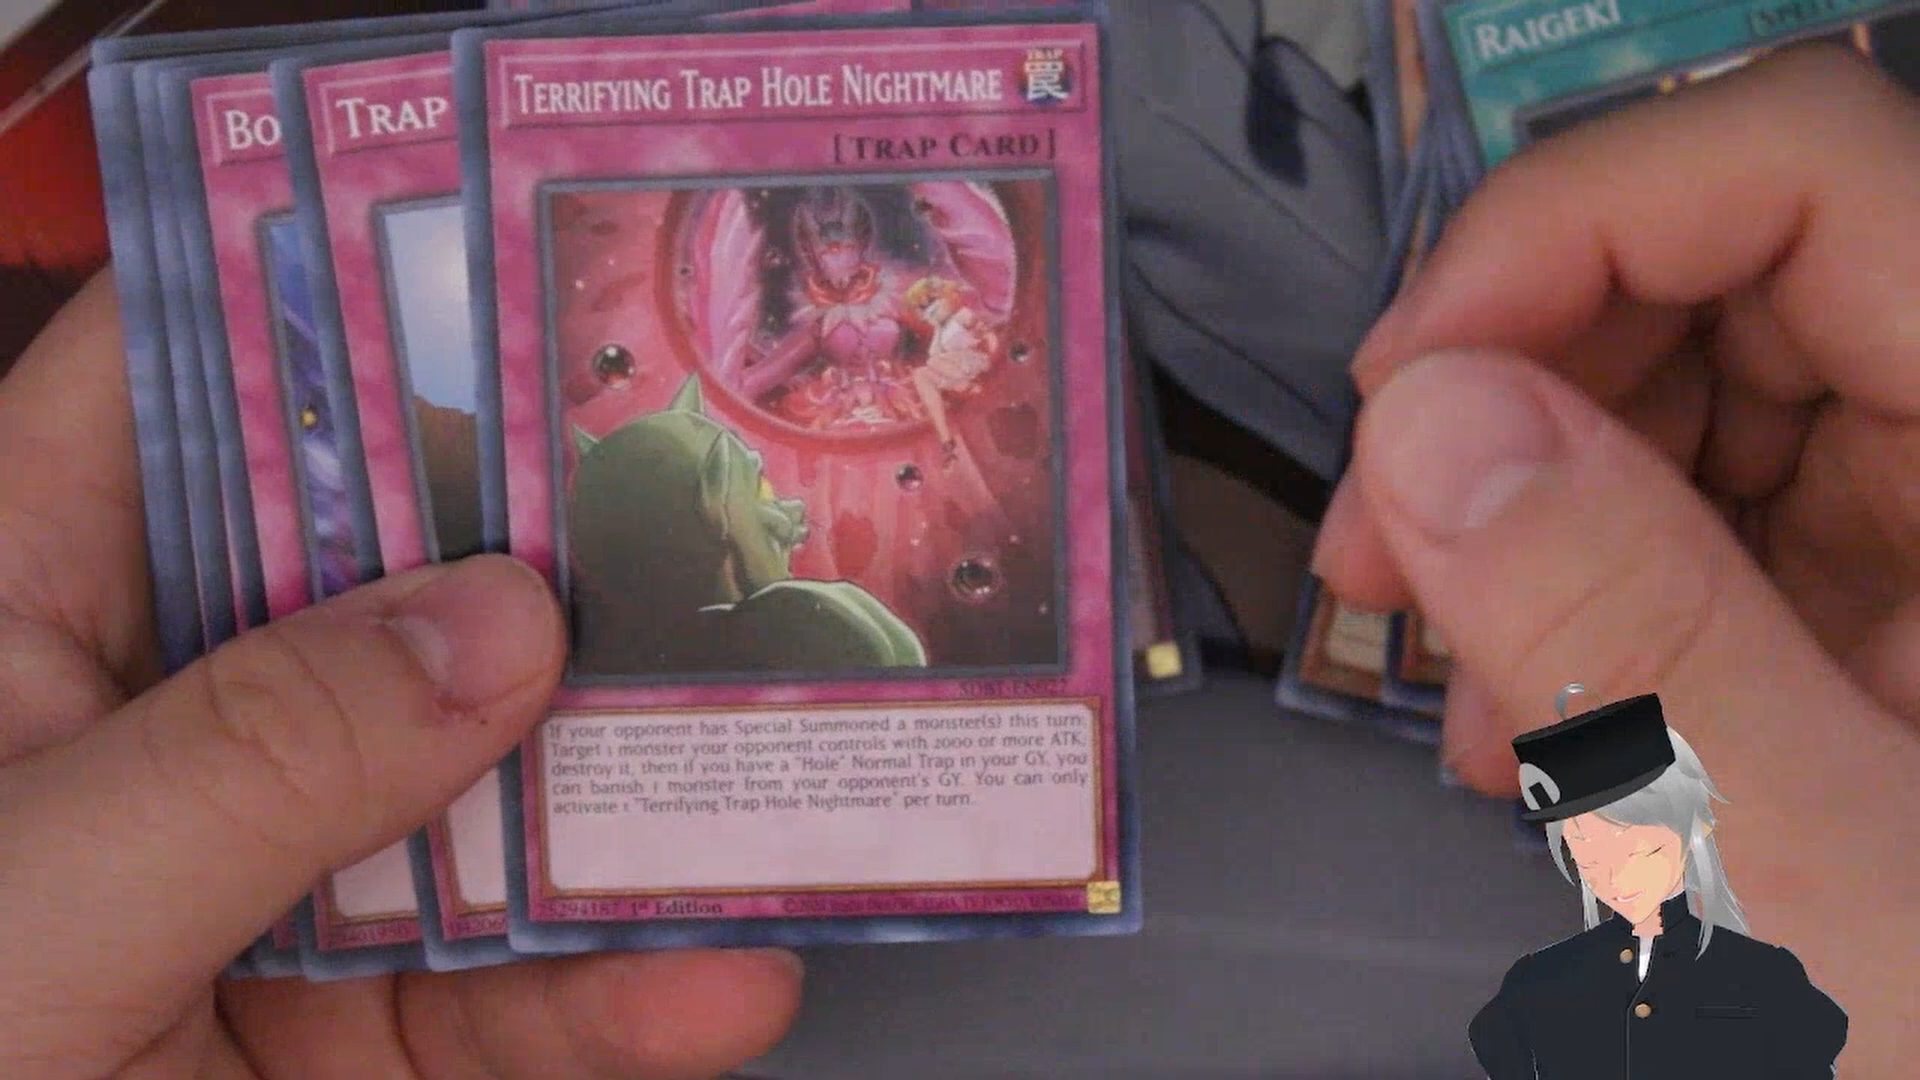 BO
TRAP
TERRIFYING TRAP HOLE NIGHTMARE
TRAP
罠
[TRAP CARD]
RAIGEKI
[SPELL
SDBT-EN027
If your opponent has Special Summoned a monster(s) this turn:
Target 1 monster your opponent controls with 2000 or more ATK;
destroy it, then if you have a "Hole" Normal Trap in your GY, you
can banish 1 monster from your opponent's GY. You can only
activate 1 "Terrifying Trap Hole Nightmare" per turn.
1st Edition